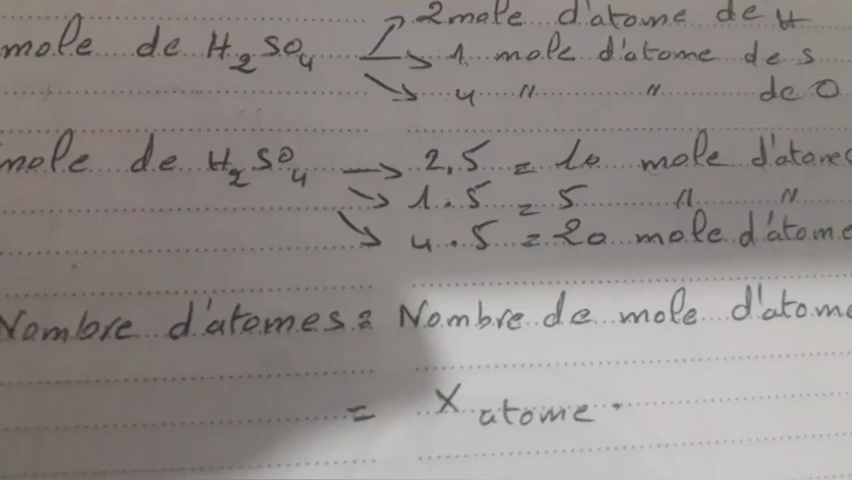 2 mole d'atome de H
mole de H2SO4 1 mole d'atome de s
4 " " de O
mole de H2SO4 → 2,5 = 10 mole d'atome
1.5 = 5 " "
4.5 = 20 mole d'atome
Nombre d'atomes = Nombre de mole d'atome
= X atome .